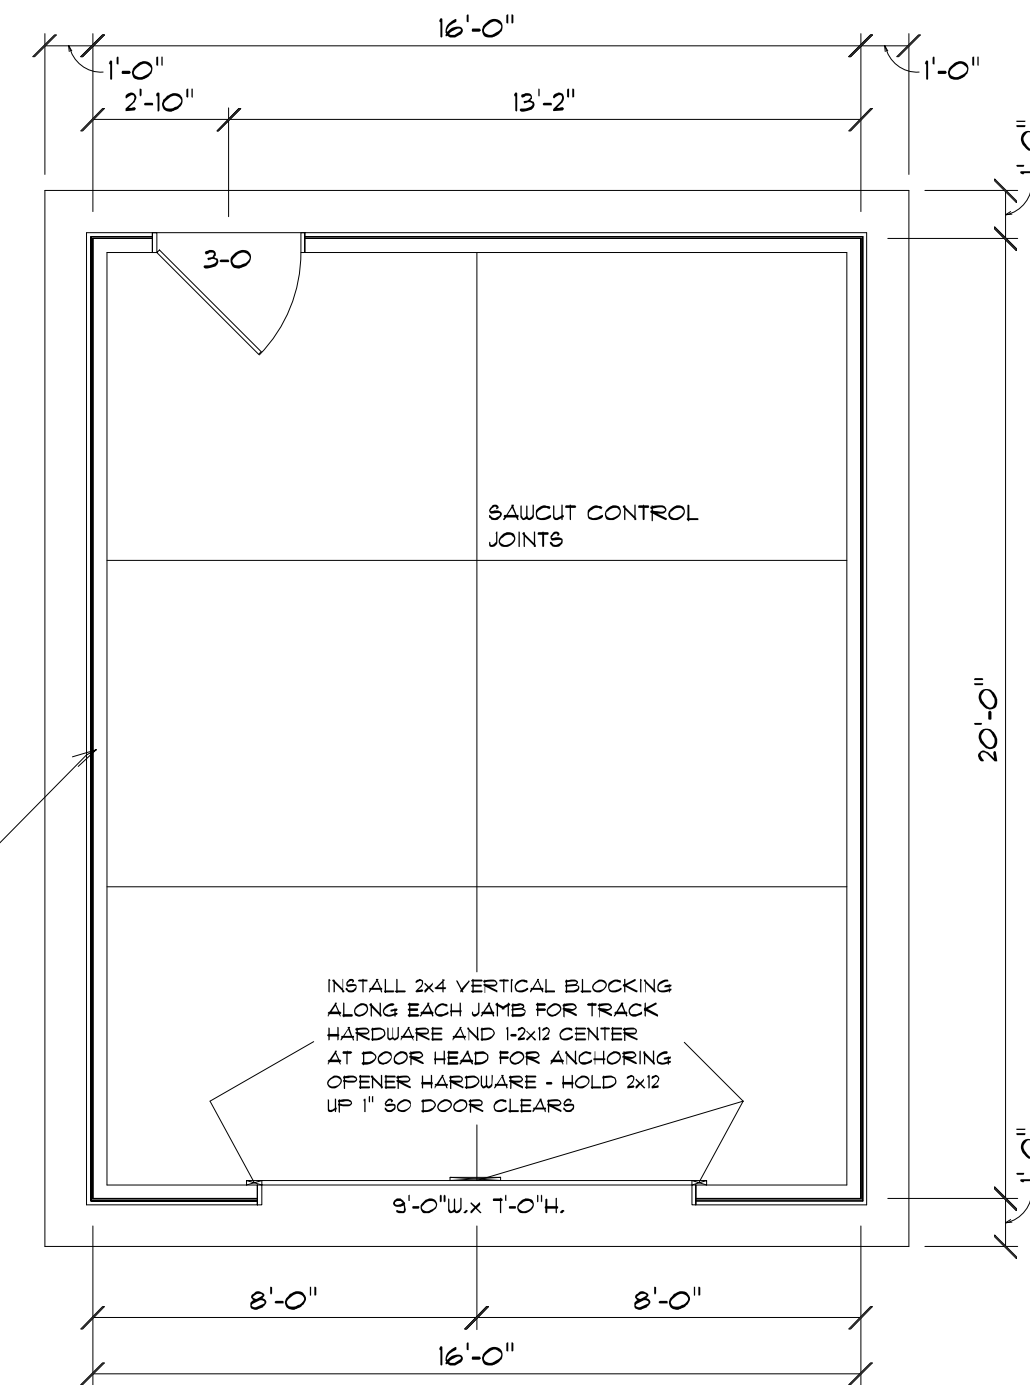 16'-0"
1'-0"
1'-0"
2'-10"
13'-2"
1'-0"
3-0
SAWCUT CONTROL
JOINTS
20'-0"
INSTALL 2x4 VERTICAL BLOCKING
ALONG EACH JAMB FOR TRACK
HARDWARE AND 1-2x12 CENTER
AT DOOR HEAD FOR ANCHORING
OPENER HARDWARE - HOLD 2x12
UP 1" SO DOOR CLEARS
1'-0"
9'-0"W.x 7'-0"H.
8'-0"
8'-0"
16'-0"